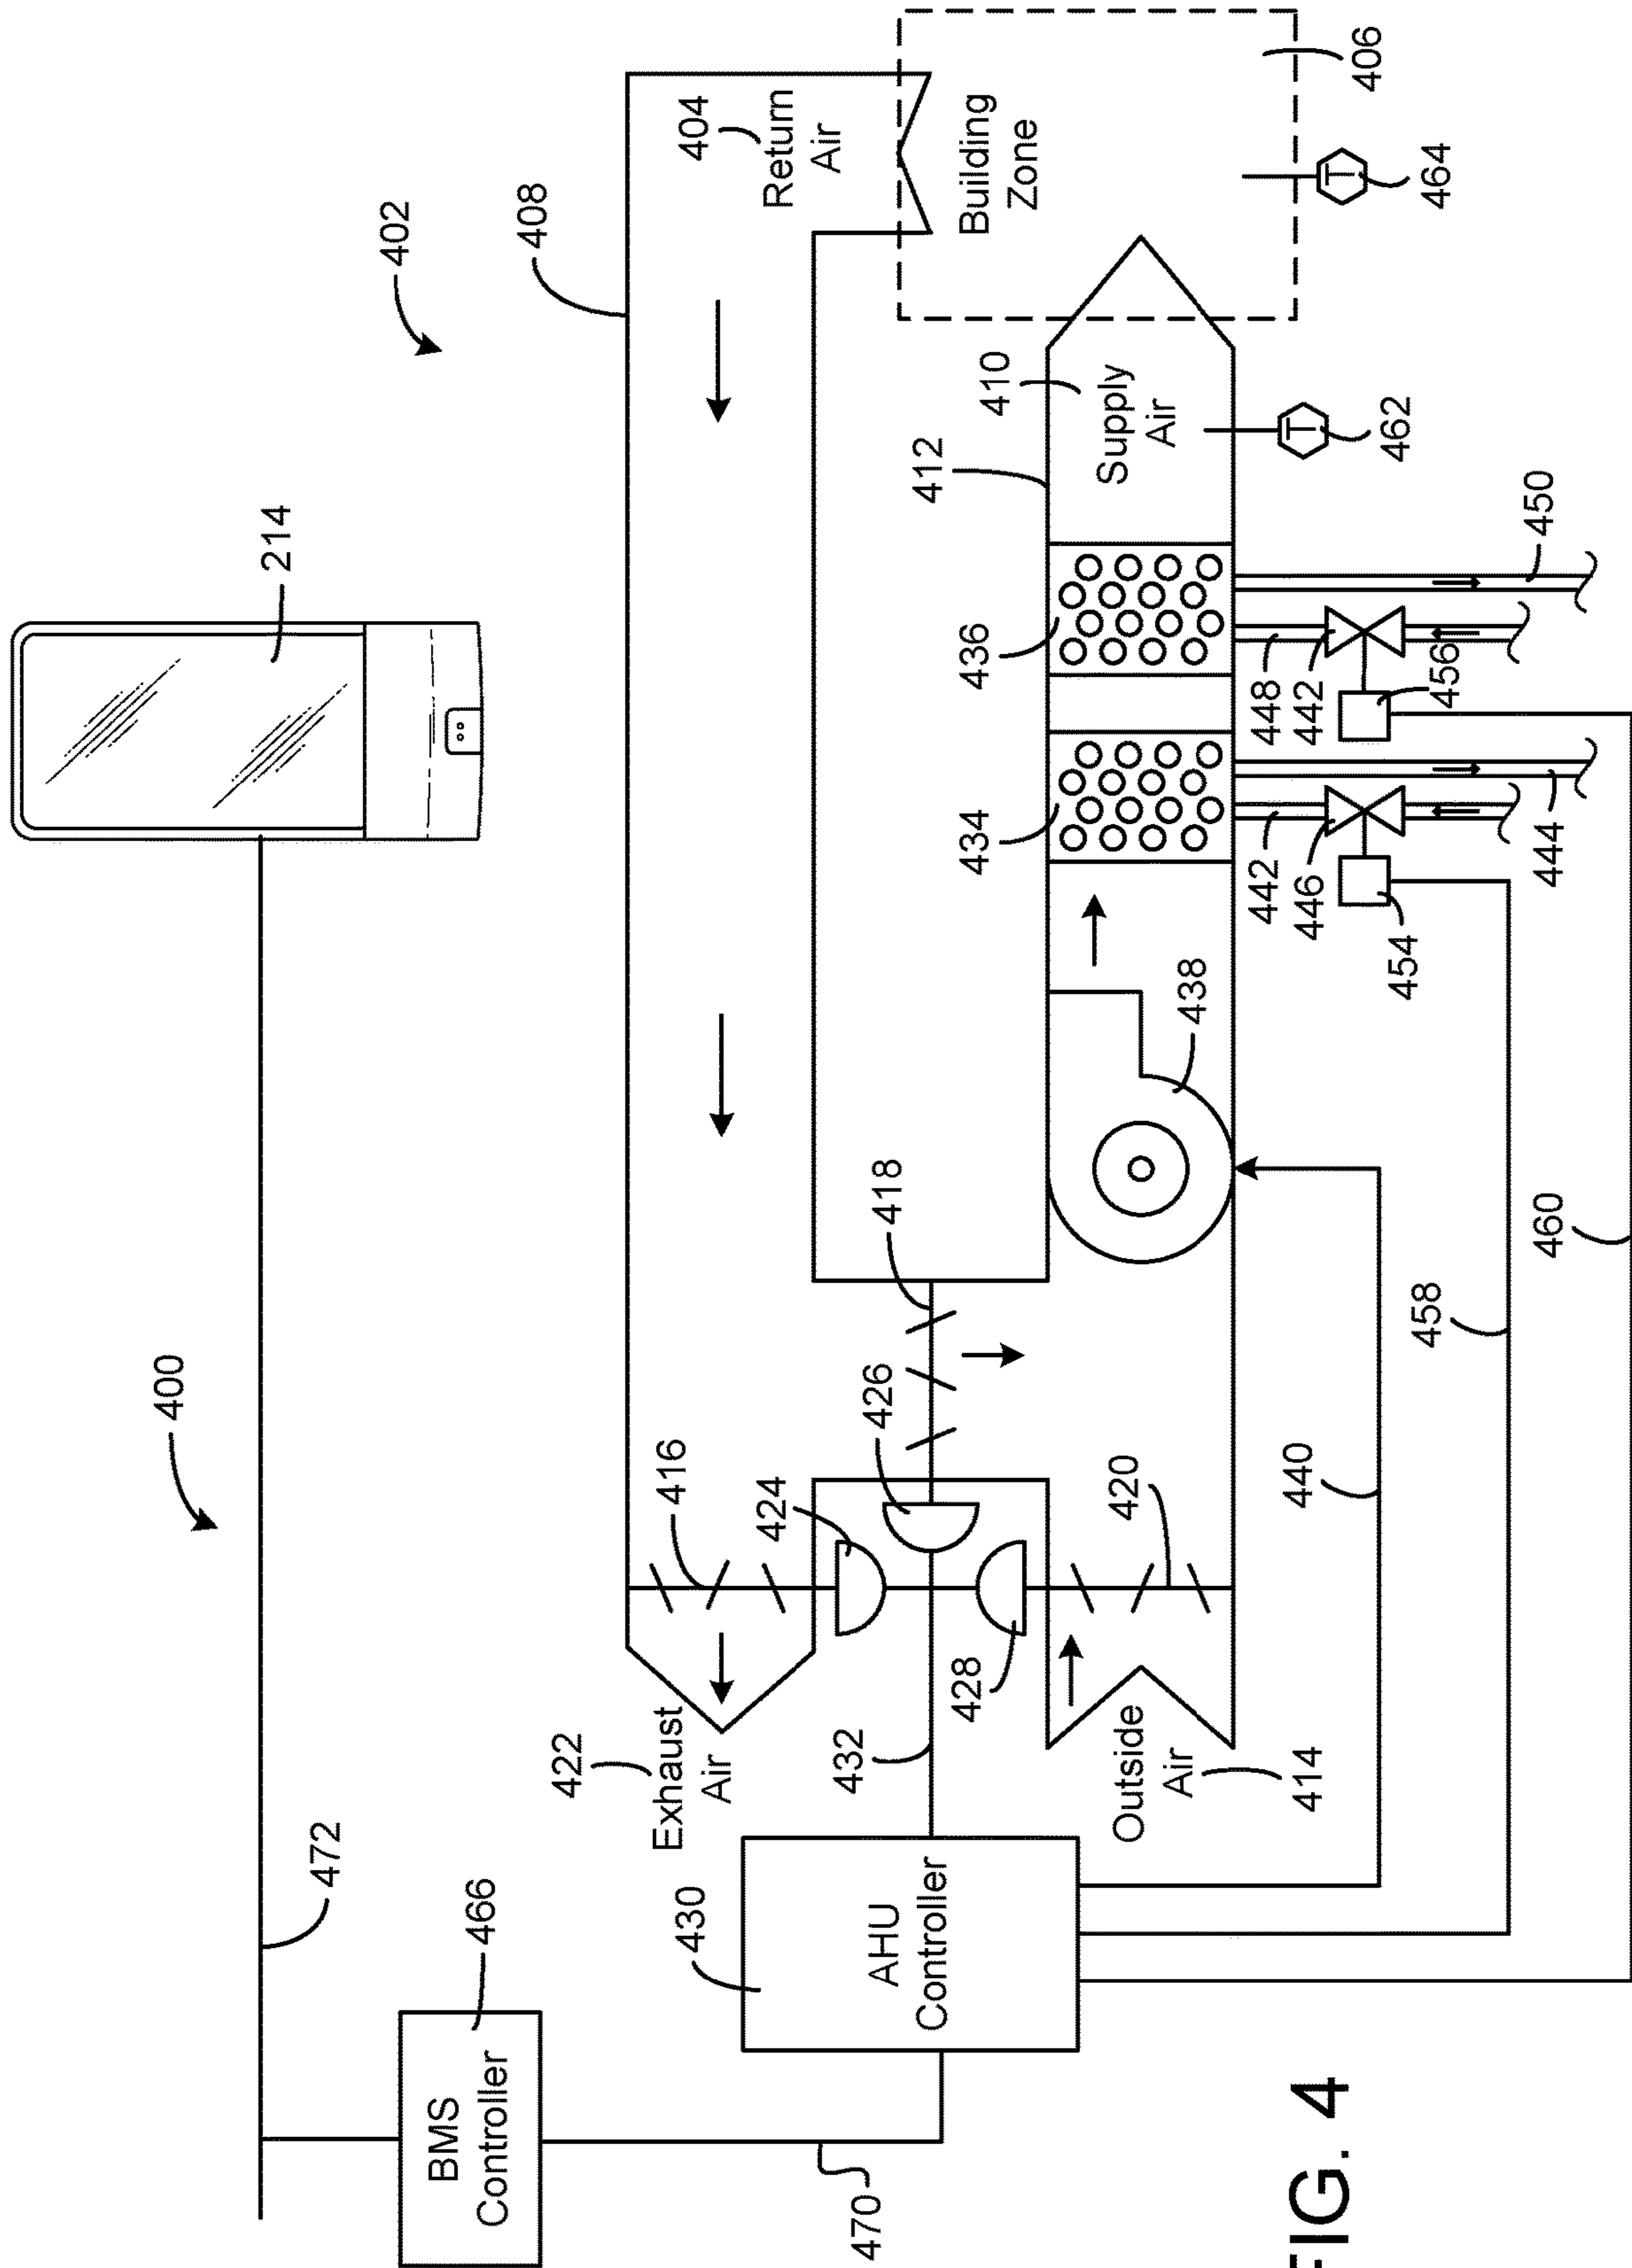 400
472
214
BMS
Controller
466
402
470
408
430
AHU
Controller
422
Exhaust
Air
416
424
404
Return
Air
432
426
418
428
412
410
434
436
Building
Zone
Outside
Air
414
420
438
Supply
Air
406
442
446
448
442
462
464
440
454
456
458
444
450
460
FIG. 4
T
T